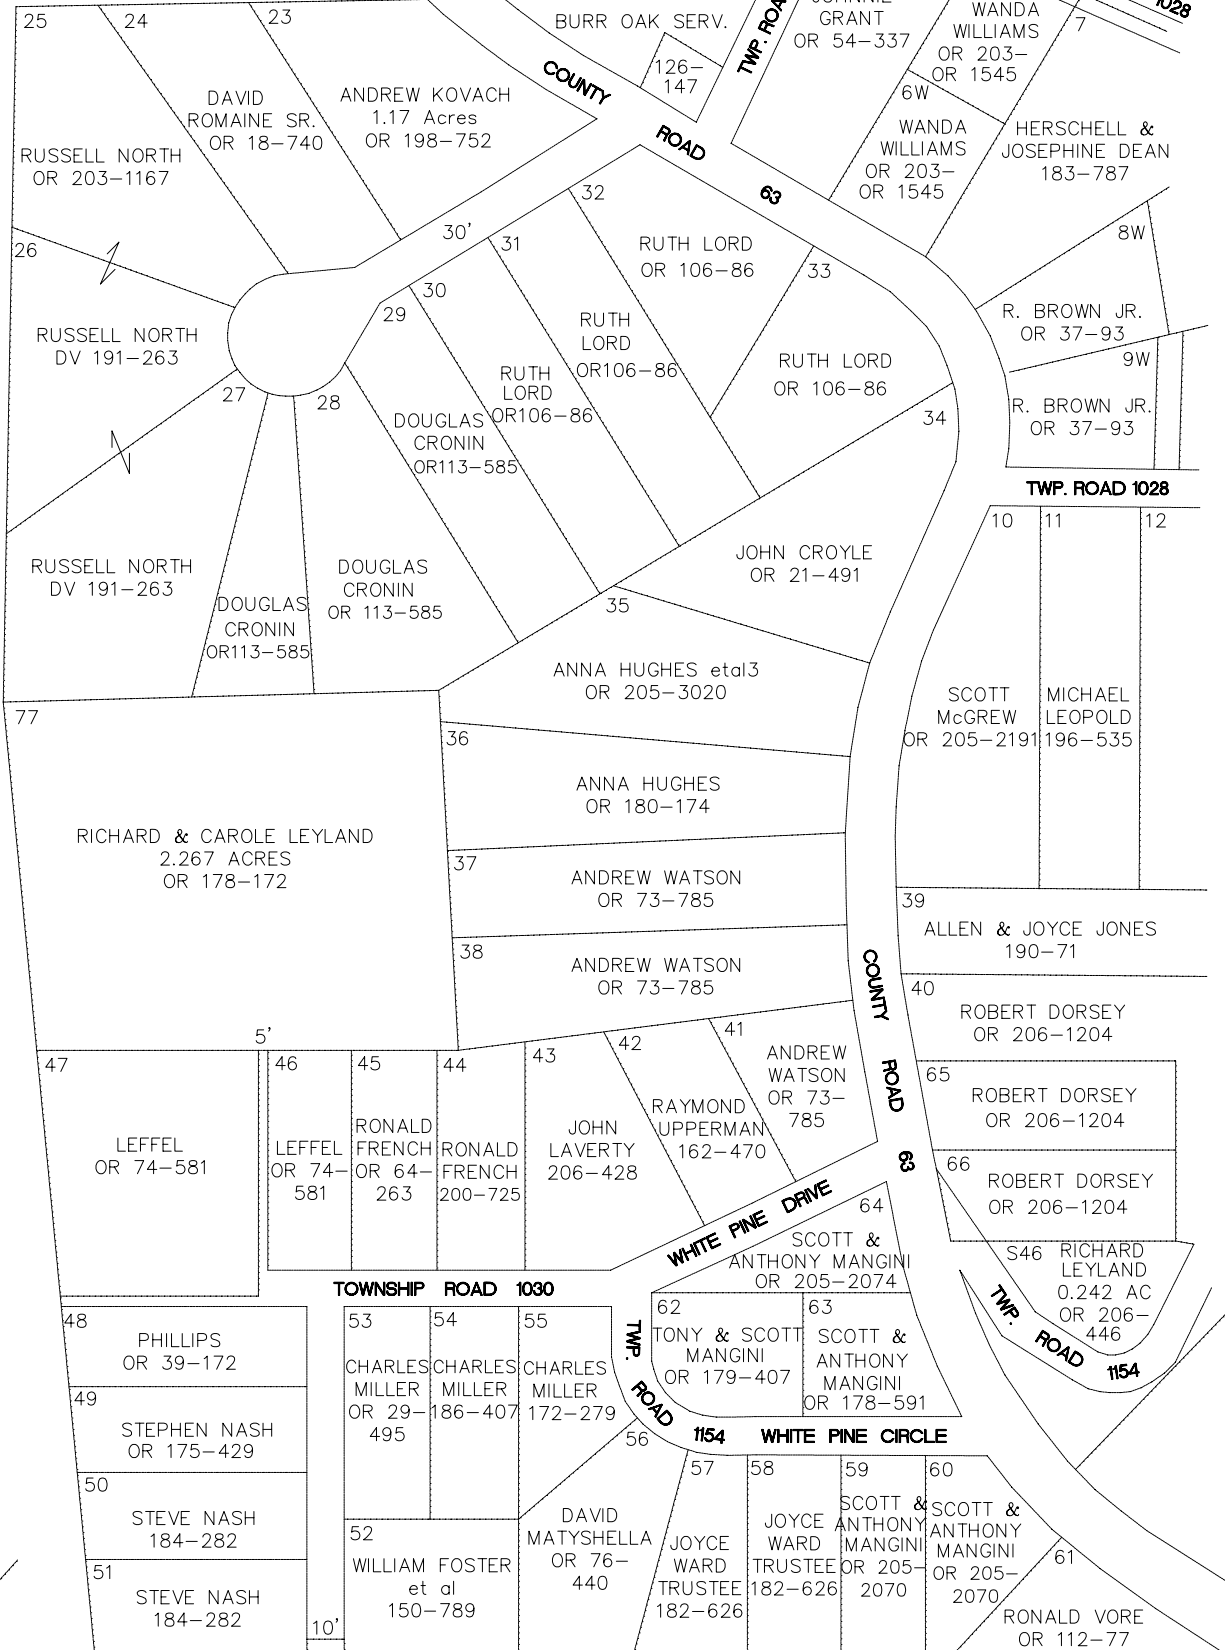 25
24
23
BURR OAK SERV.
126-
147
TWP. ROA
GRANT
OR 54-337
WANDA
WILLIAMS
OR 203-
OR 1545
7
1028
6W
WANDA
WILLIAMS
OR 203-
OR 1545
HERSCHELL &
JOSEPHINE DEAN
183-787
COUNTY
ROAD
63
DAVID
ROMAINE SR.
OR 18-740
ANDREW KOVACH
1.17 Acres
OR 198-752
RUSSELL NORTH
OR 203-1167
26
30'
32
31
30
29
RUTH LORD
OR 106-86
33
8W
R. BROWN JR.
OR 37-93
9W
R. BROWN JR.
OR 37-93
RUSSELL NORTH
DV 191-263
RUTH
LORD
OR106-86
RUTH
LORD
OR106-86
RUTH LORD
OR 106-86
27
28
DOUGLAS
CRONIN
OR113-585
34
TWP. ROAD 1028
10
11
12
RUSSELL NORTH
DV 191-263
DOUGLAS
CRONIN
OR113-585
DOUGLAS
CRONIN
OR 113-585
JOHN CROYLE
OR 21-491
35
ANNA HUGHES etal3
OR 205-3020
SCOTT
McGREW
OR 205-2191
MICHAEL
LEOPOLD
196-535
77
36
ANNA HUGHES
OR 180-174
RICHARD & CAROLE LEYLAND
2.267 ACRES
OR 178-172
37
ANDREW WATSON
OR 73-785
39
ALLEN & JOYCE JONES
190-71
38
ANDREW WATSON
OR 73-785
COUNTY
ROAD
63
40
ROBERT DORSEY
OR 206-1204
5'
47
46
45
44
43
42
41
ANDREW
WATSON
OR 73-
785
65
ROBERT DORSEY
OR 206-1204
LEFFEL
OR 74-581
LEFFEL
OR 74-
581
RONALD
FRENCH
OR 64-
263
RONALD
FRENCH
200-725
JOHN
LAVERTY
206-428
RAYMOND
UPPERMAN
162-470
66
ROBERT DORSEY
OR 206-1204
WHITE PINE DRIVE
64
SCOTT &
ANTHONY MANGINI
OR 205-2074
S46
RICHARD
LEYLAND
0.242 AC
OR 206-
446
TOWNSHIP ROAD 1030
TWP.
ROAD
1154
48
PHILLIPS
OR 39-172
53
54
55
TWP.
ROAD
1154
62
63
TONY & SCOTT
MANGINI
OR 179-407
SCOTT &
ANTHONY
MANGINI
OR 178-591
CHARLES
MILLER
OR 29-
495
CHARLES
MILLER
186-407
CHARLES
MILLER
172-279
49
STEPHEN NASH
OR 175-429
WHITE PINE CIRCLE
56
57
58
59
60
50
STEVE NASH
184-282
52
WILLIAM FOSTER
et al
150-789
DAVID
MATYSHELLA
OR 76-
440
JOYCE
WARD
TRUSTEE
182-626
JOYCE
WARD
TRUSTEE
182-626
SCOTT &
ANTHONY
MANGINI
OR 205-
2070
SCOTT &
ANTHONY
MANGINI
OR 205-
2070
61
51
STEVE NASH
184-282
10'
RONALD VORE
OR 112-77